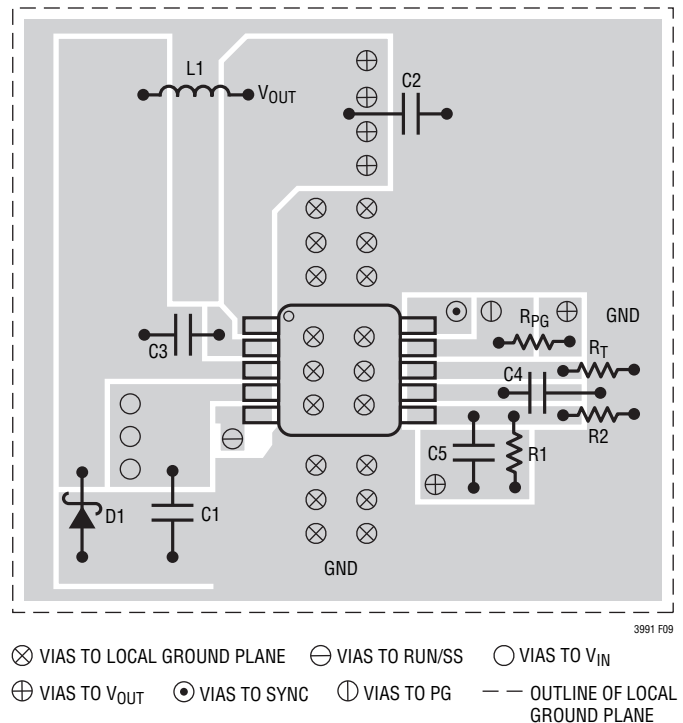 L1
VOUT
C2
C3
RPG
GND
RT
C4
R2
C5
R1
D1
C1
GND
3991 F09
VIAS TO LOCAL GROUND PLANE
VIAS TO RUN/SS
VIAS TO VIN
VIAS TO VOUT
VIAS TO SYNC
VIAS TO PG
OUTLINE OF LOCAL
GROUND PLANE